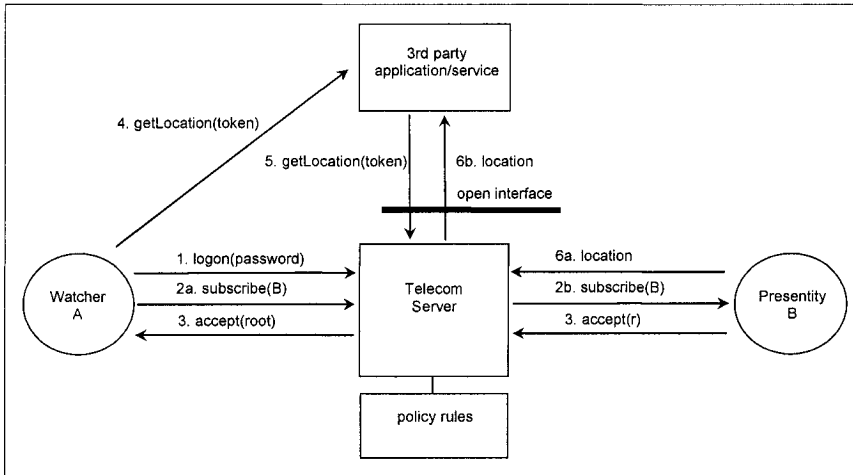 3rd party
application/service
4. getLocation(token)
5. getLocation(token)
6b. location
open interface
1. logon(password)
6a. location
Watcher
A
2a. subscribe(B)
Telecom
Server
2b. subscribe(B)
Presentity
B
3. accept(root)
3. accept(r)
policy rules